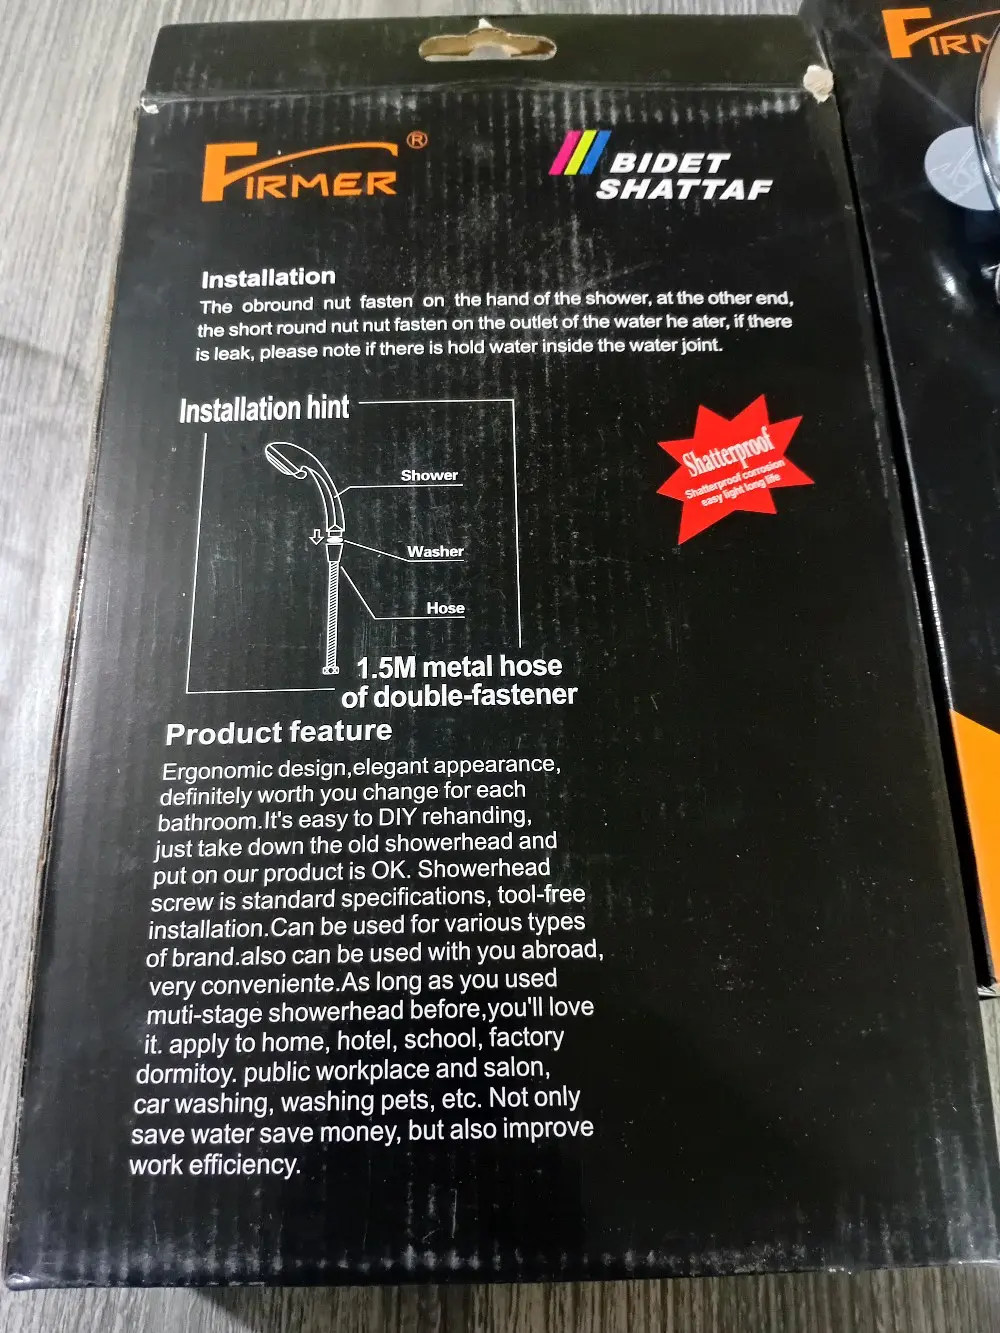 FIRMER®
BIDET
SHATTAF
Installation
The obround nut fasten on the hand of the shower, at the other end,
the short round nut nut fasten on the outlet of the water he ater, if there
is leak, please note if there is hold water inside the water joint.
Installation hint
Shower
Washer
Hose
1.5M metal hose
of double-fastener
Shatterproof
Shatterproof corrosion
easy light long life
Product feature
Ergonomic design,elegant appearance,
definitely worth you change for each
bathroom.It's easy to DIY rehanding,
just take down the old showerhead and
put on our product is OK. Showerhead
screw is standard specifications, tool-free
installation.Can be used for various types
of brand.also can be used with you abroad,
very conveniente.As long as you used
muti-stage showerhead before,you'll love
it. apply to home, hotel, school, factory
dormitoy. public workplace and salon,
car washing, washing pets, etc. Not only
save water save money, but also improve
work efficiency.
FIRM